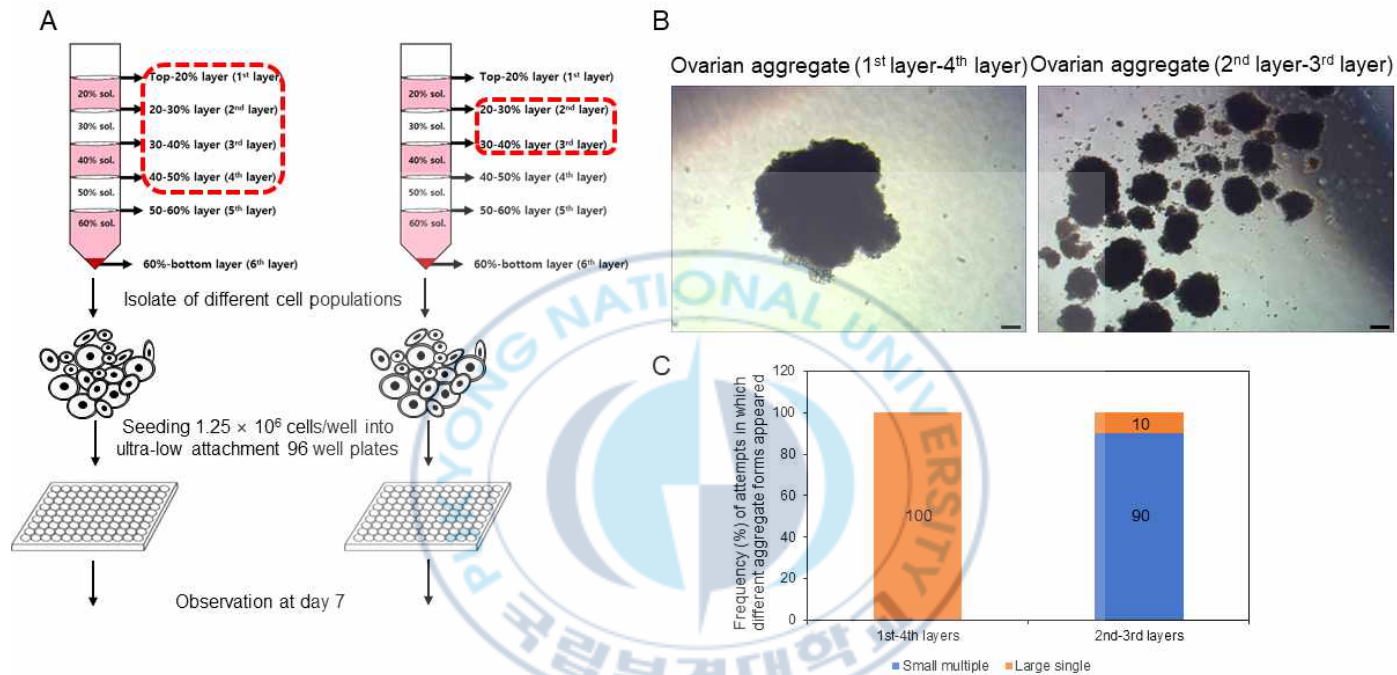 A
Top-20% layer (1st layer)
20-30% layer (2nd layer)
30-40% layer (3rd layer)
40-50% layer (4th layer)
50-60% layer (5th layer)
60%-bottom layer (6th layer)
20% sol.
30% sol.
40% sol.
50% sol.
60% sol.
Top-20% layer (1st layer)
20-30% layer (2nd layer)
30-40% layer (3rd layer)
40-50% layer (4th layer)
50-60% layer (5th layer)
60%-bottom layer (6th layer)
20% sol.
30% sol.
40% sol.
50% sol.
60% sol.
Isolate of different cell populations
Seeding 1.25 × 10⁶ cells/well into
ultra-low attachment 96 well plates
Observation at day 7
B
Ovarian aggregate (1st layer-4th layer)
Ovarian aggregate (2nd layer-3rd layer)
C
Frequency (%) of attempts in which
different aggregate forms appeared
120
100
80
60
40
20
0
100
10
90
1st-4th layers
2nd-3rd layers
Small multiple
Large single
PUKYONG NATIONAL UNIVERSITY
국립부경대학교